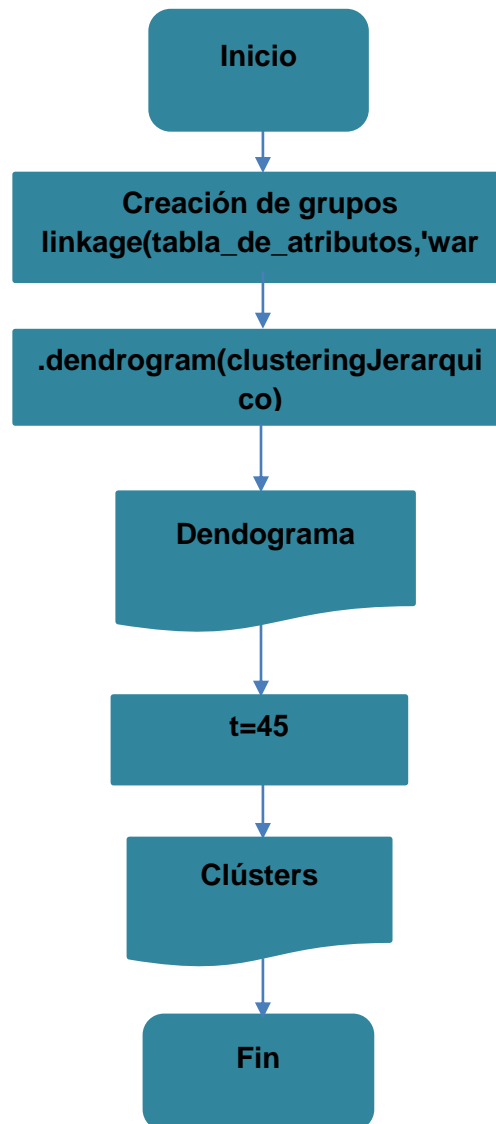 Inicio
Creación de grupos
linkage(tabla_de_atributos,'war
.dendrogram(clusteringJerarqui
co)
Dendograma
t=45
Clústers
Fin